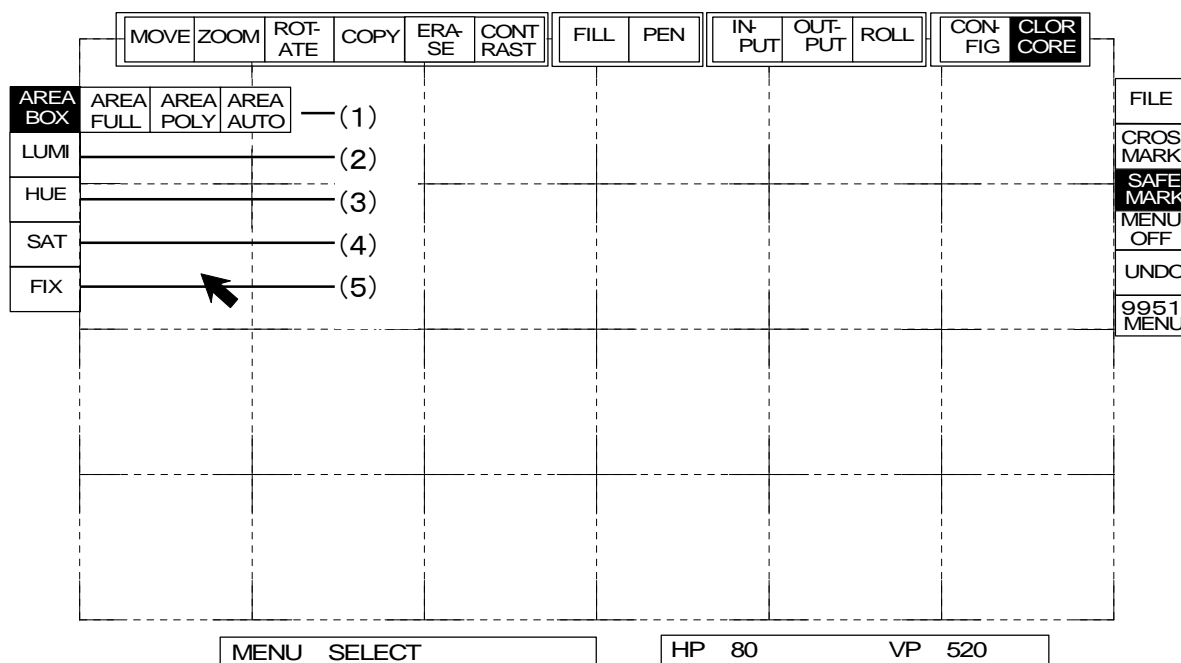 MOVE ZOOM ROT-ATE COPY ERA-SE CONT RAST FILL PEN IN-PUT OUT-PUT ROLL CON-FIG CLOR CORE
AREA BOX AREA FULL AREA POLY AREA AUTO (1)
LUMI (2)
HUE (3)
SAT (4)
FIX (5)
FILE
CROS MARK
SAFE MARK
MENU OFF
UNDO
9951 MENU
MENU SELECT
HP 80 VP 520